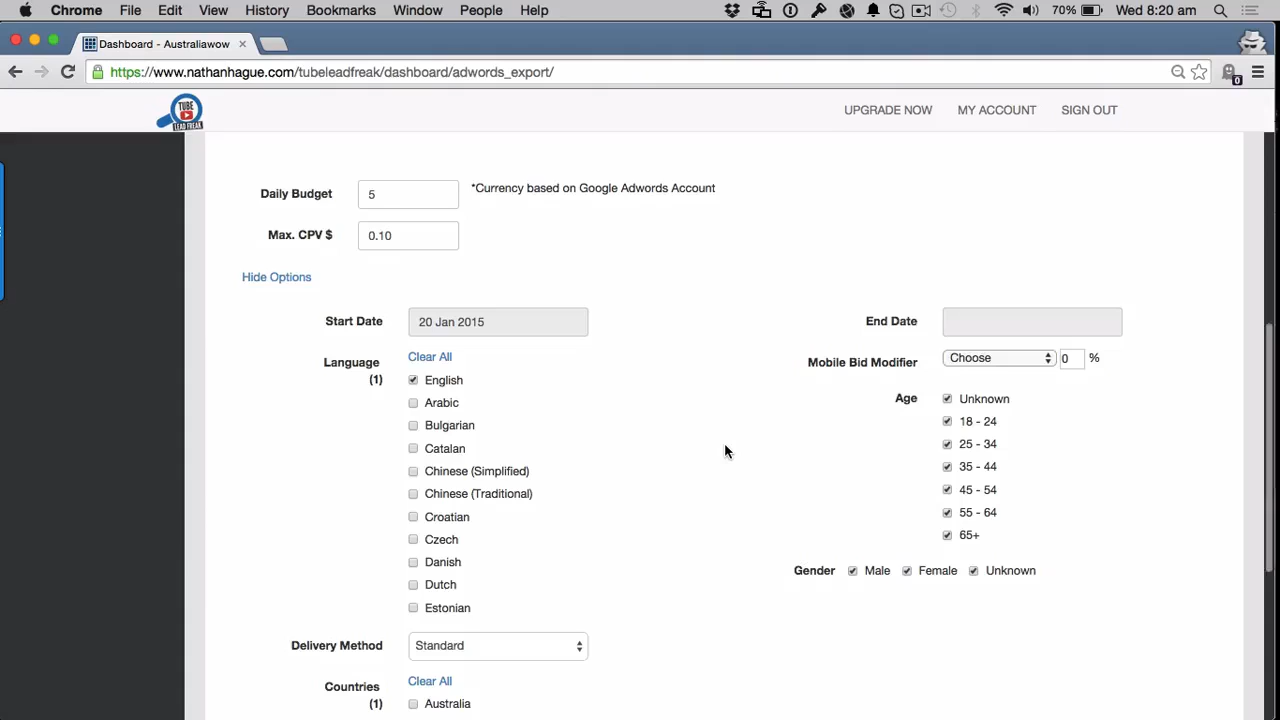 Chrome File Edit View History Bookmarks Window People Help 70% Wed 8:20 am
Dashboard - Australiawow
https://www.nathanhague.com/tubeleadfreak/dashboard/adwords_export/
0
TUBE
LEAD FREAK
UPGRADE NOW MY ACCOUNT SIGN OUT
Daily Budget 5 *Currency based on Google Adwords Account
Max. CPV $ 0.10
Hide Options
Start Date 20 Jan 2015 End Date
Language (1) Clear All Mobile Bid Modifier Choose 0 %
English Age Unknown
Arabic 18 - 24
Bulgarian 25 - 34
Catalan 35 - 44
Chinese (Simplified) 45 - 54
Chinese (Traditional) 55 - 64
Croatian 65+
Czech
Danish Gender Male Female Unknown
Dutch
Estonian
Delivery Method Standard
Countries (1) Clear All
Australia